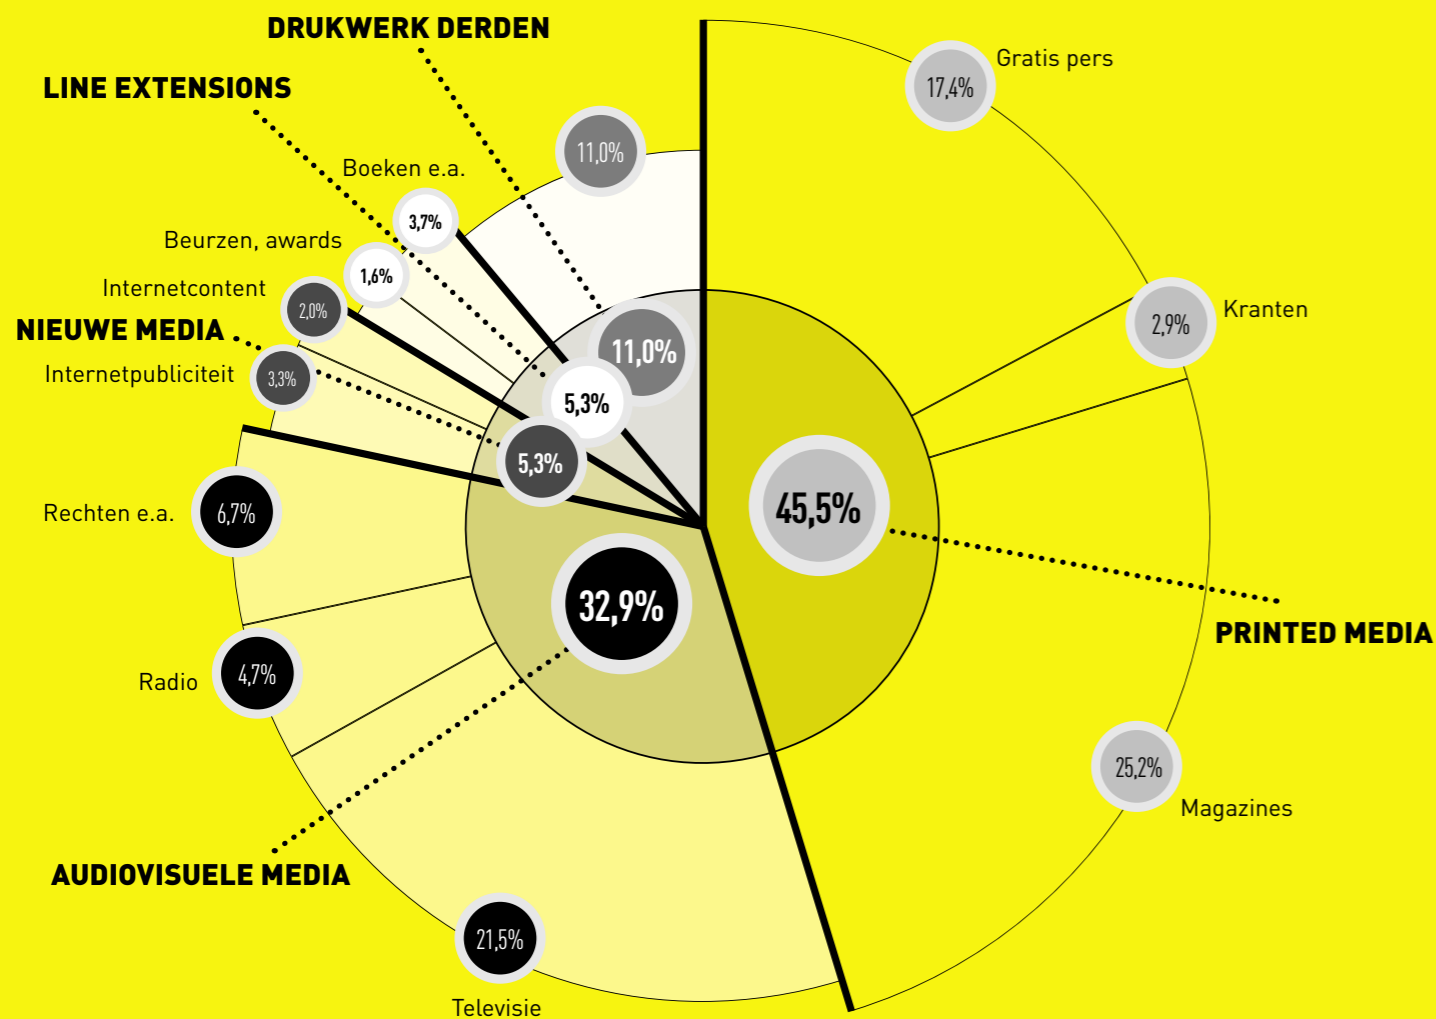 DRUKWERK DERDEN
LINE EXTENSIONS
Gratis pers
17,4%
11,0%
Boeken e.a.
3,7%
Beurzen, awards
1,6%
Internetcontent
2,0%
NIEUWE MEDIA
Internetpubliciteit
3,3%
Kranten
2,9%
11,0%
5,3%
5,3%
Rechten e.a.
6,7%
45,5%
32,9%
PRINTED MEDIA
Radio
4,7%
25,2%
Magazines
AUDIOVISUELE MEDIA
21,5%
Televisie